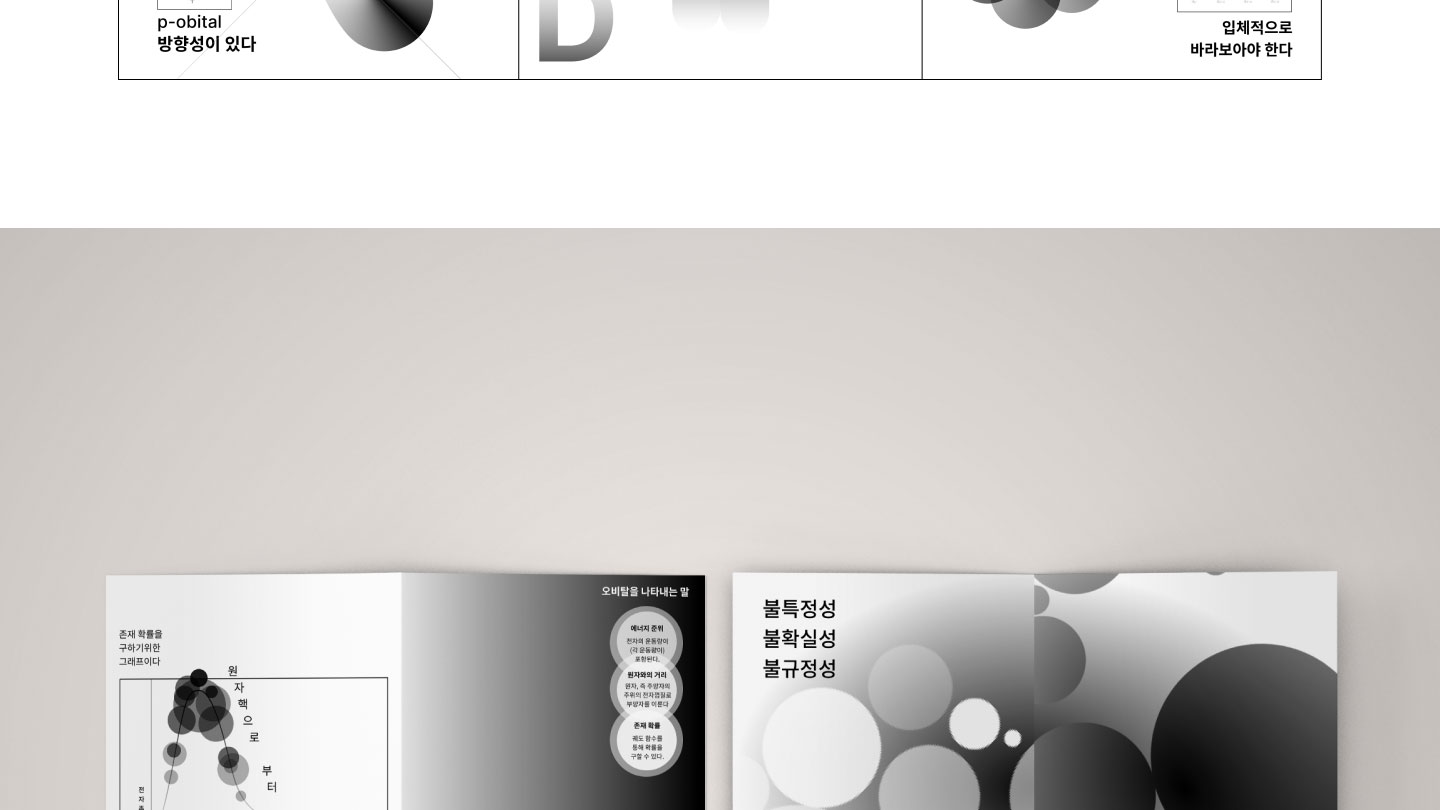 p-obital
방향성이 있다
D
입체적으로
바라보아야 한다
존재 확률을
구하기위한
그래프이다
원
자
핵
으
로
부
터
전
자
오비탈을 나타내는 말
에너지 준위
전자의 운동량이
(각 운동량이)
포함된다.
원자와의 거리
원자, 즉 주양자의
주위의 전자껍질로
부양자를 이룬다
존재 확률
궤도 함수를
통해 확률을
구할 수 있다.
불특정성
불확실성
불규정성